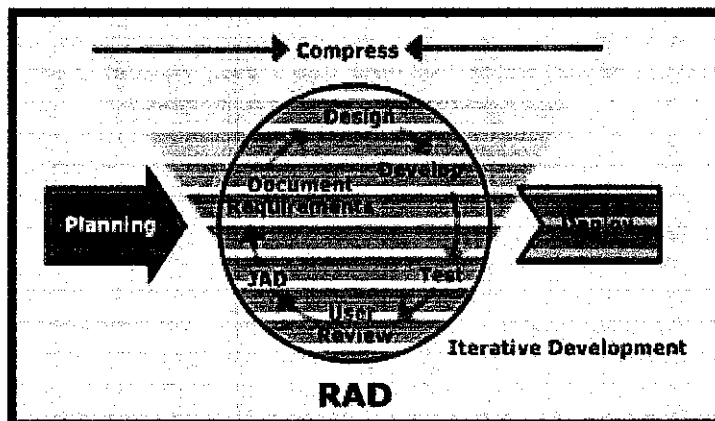 Compress
Design
Develop
Document
Requirements
Planning
JAD
Test
User
Review
Iterative Development
RAD